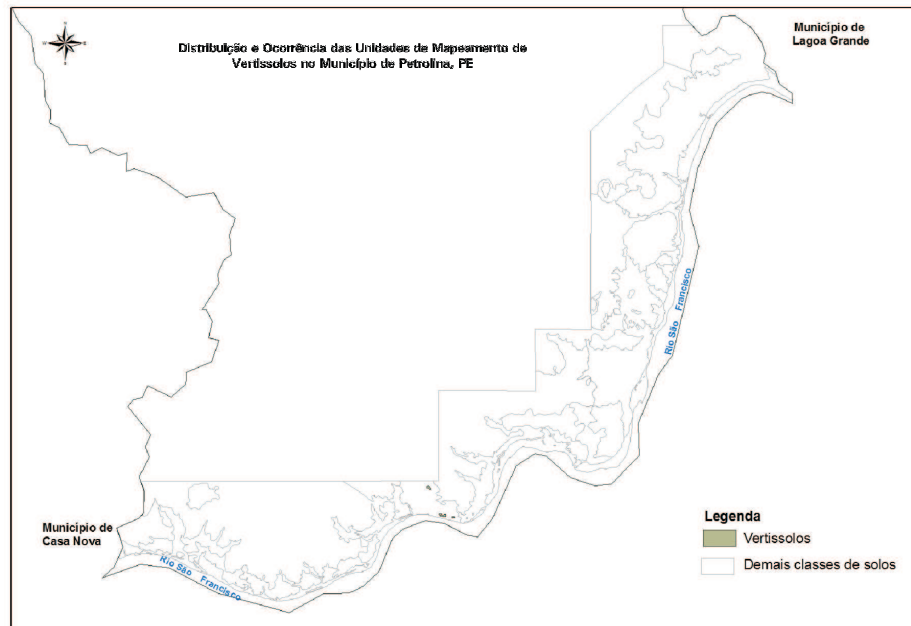 Distribuição e Ocorrência das Unidades de Mapeamento de
Vertissolos no Município de Petrolina, PE
Município de
Lagoa Grande
Rio São Francisco
Município de
Casa Nova
Rio São Francisco
Legenda
Vertissolos
Demais classes de solos